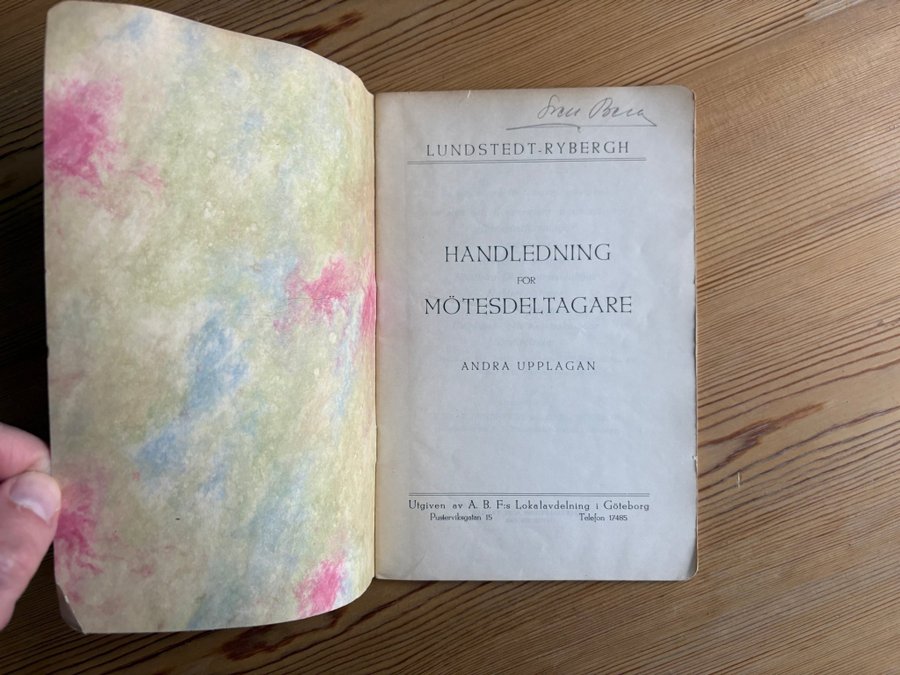 LUNDSTEDT-RYBERGH
HANDLEDNING
FÖR
MÖTESDELTAGARE
ANDRA UPPLAGAN
Utgiven av A. B. F:s Lokalavdelning i Göteborg
Pusterviksgatan 15 Telefon 17485